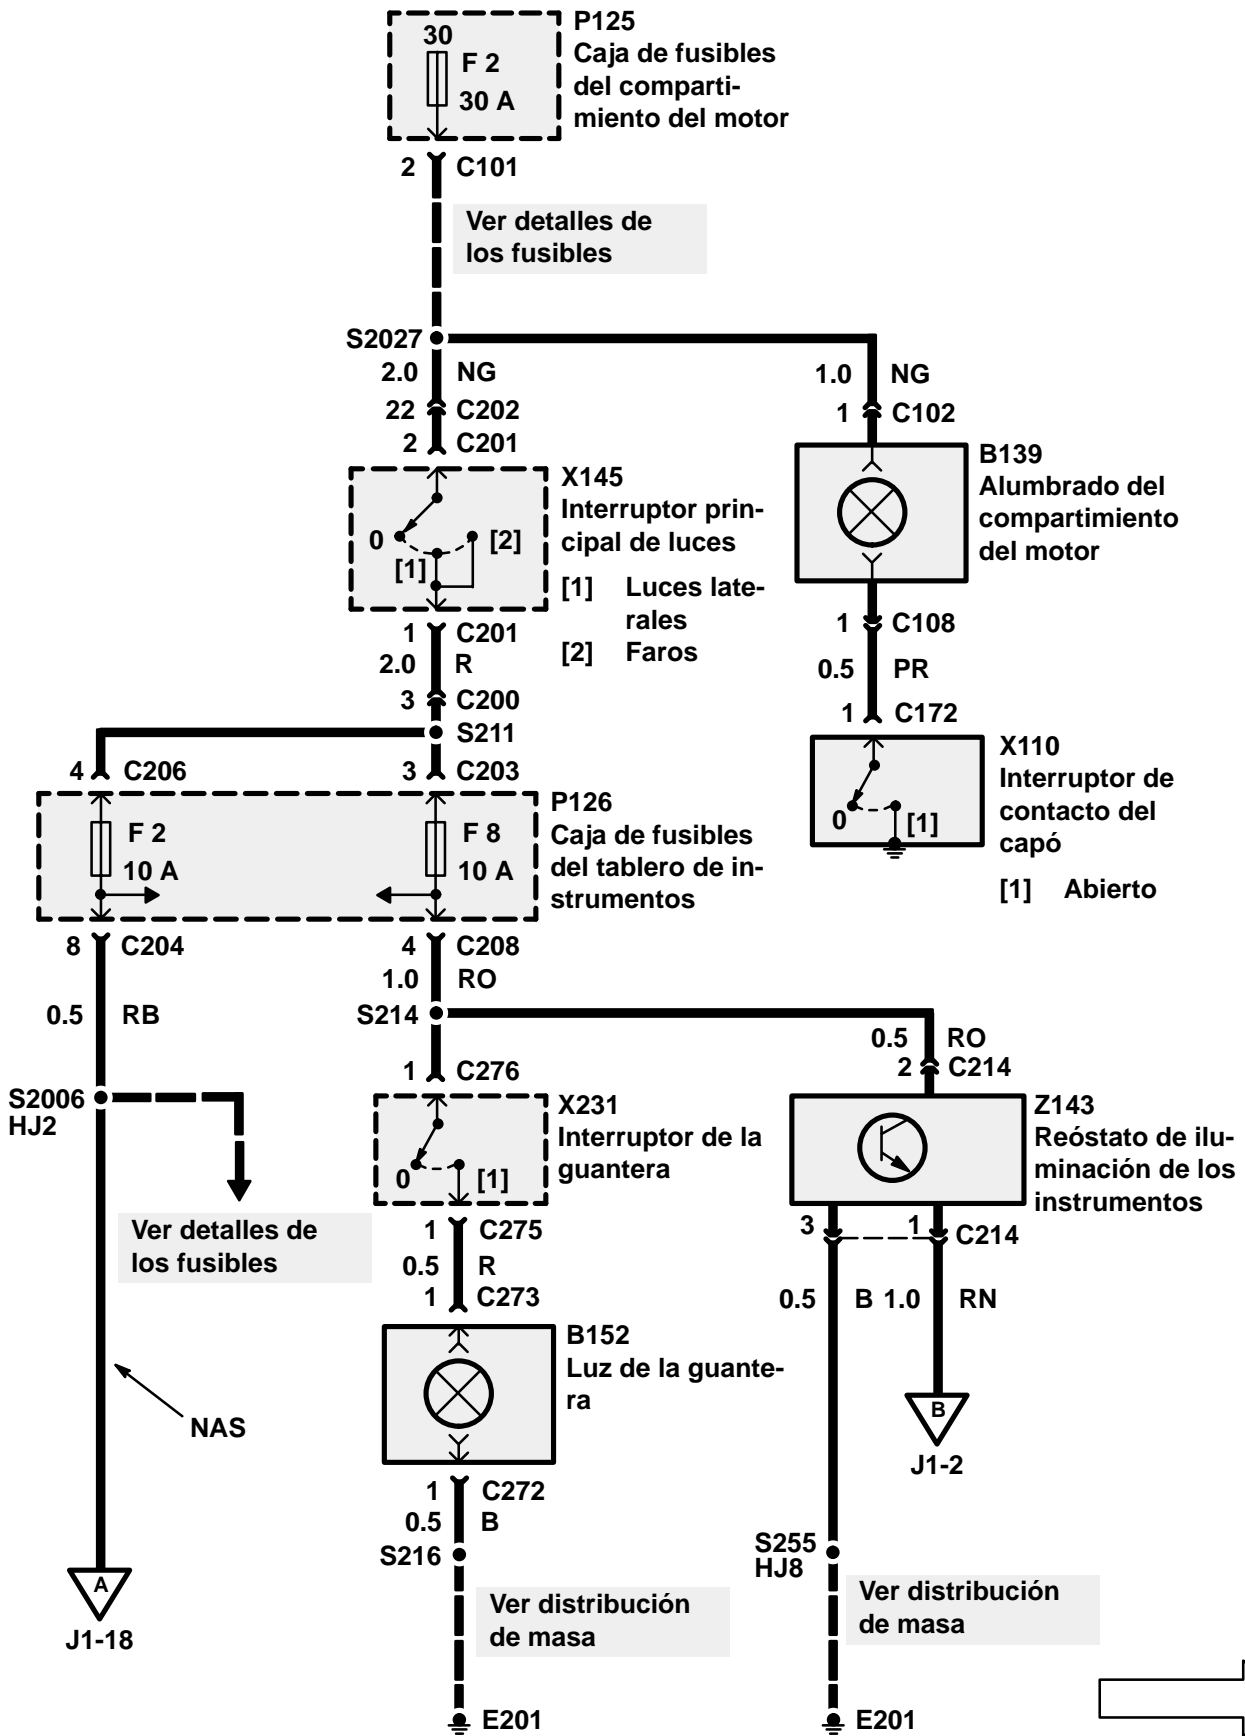 30
F 2
30 A
P125
Caja de fusibles
del comparti-
miento del motor
2 C101
Ver detalles de
los fusibles
S2027
2.0 NG
22 C202
2 C201
1.0 NG
1 C102
X145
Interruptor prin-
cipal de luces
0 [1] [2]
[1] Luces late-
rales
[2] Faros
B139
Alumbrado del
compartimiento
del motor
1 C201
2.0 R
3 C200
S211
1 C108
0.5 PR
1 C172
X110
Interruptor de
contacto del
capó
0 [1]
[1] Abierto
4 C206
3 C203
F 2
10 A
F 8
10 A
P126
Caja de fusibles
del tablero de in-
strumentos
8 C204
0.5 RB
4 C208
1.0 RO
S214
0.5 RO
2 C214
1 C276
S2006
HJ2
X231
Interruptor de la
guantera
0 [1]
Z143
Reóstato de ilu-
minación de los
instrumentos
Ver detalles de
los fusibles
1 C275
0.5 R
1 C273
3 1 C214
0.5 B 1.0 RN
B152
Luz de la guante-
ra
NAS
B
J1-2
1 C272
0.5 B
S216
S255
HJ8
A
J1-18
Ver distribución
de masa
Ver distribución
de masa
E201
E201